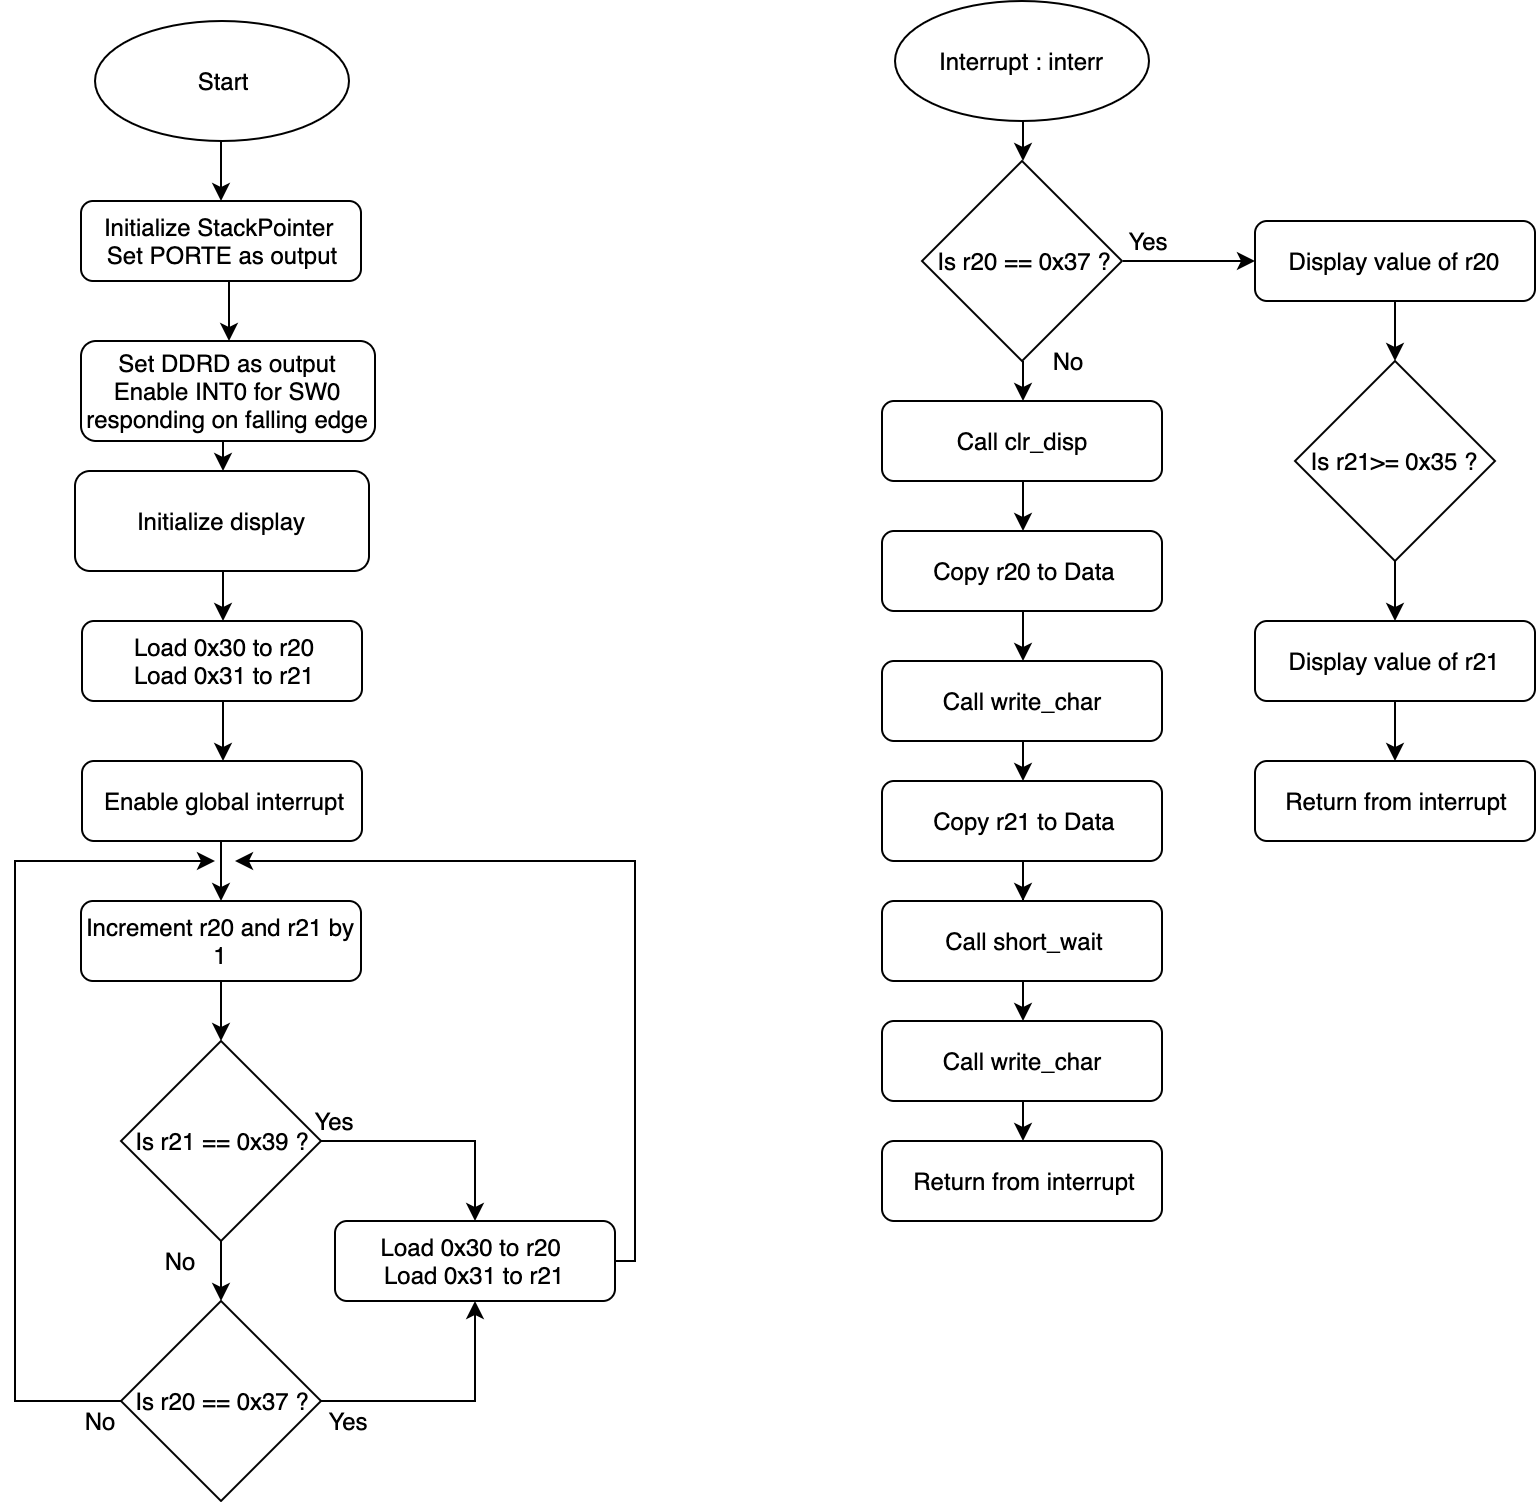 Start
Initialize StackPointer
Set PORTE as output
Set DDRD as output
Enable INT0 for SW0
responding on falling edge
Initialize display
Load 0x30 to r20
Load 0x31 to r21
Enable global interrupt
Increment r20 and r21 by
1
Is r21 == 0x39 ?
Yes
No
Load 0x30 to r20
Load 0x31 to r21
Is r20 == 0x37 ?
No
Yes
Interrupt : interr
Is r20 == 0x37 ?
Yes
No
Call clr_disp
Copy r20 to Data
Call write_char
Copy r21 to Data
Call short_wait
Call write_char
Return from interrupt
Display value of r20
Is r21>= 0x35 ?
Display value of r21
Return from interrupt